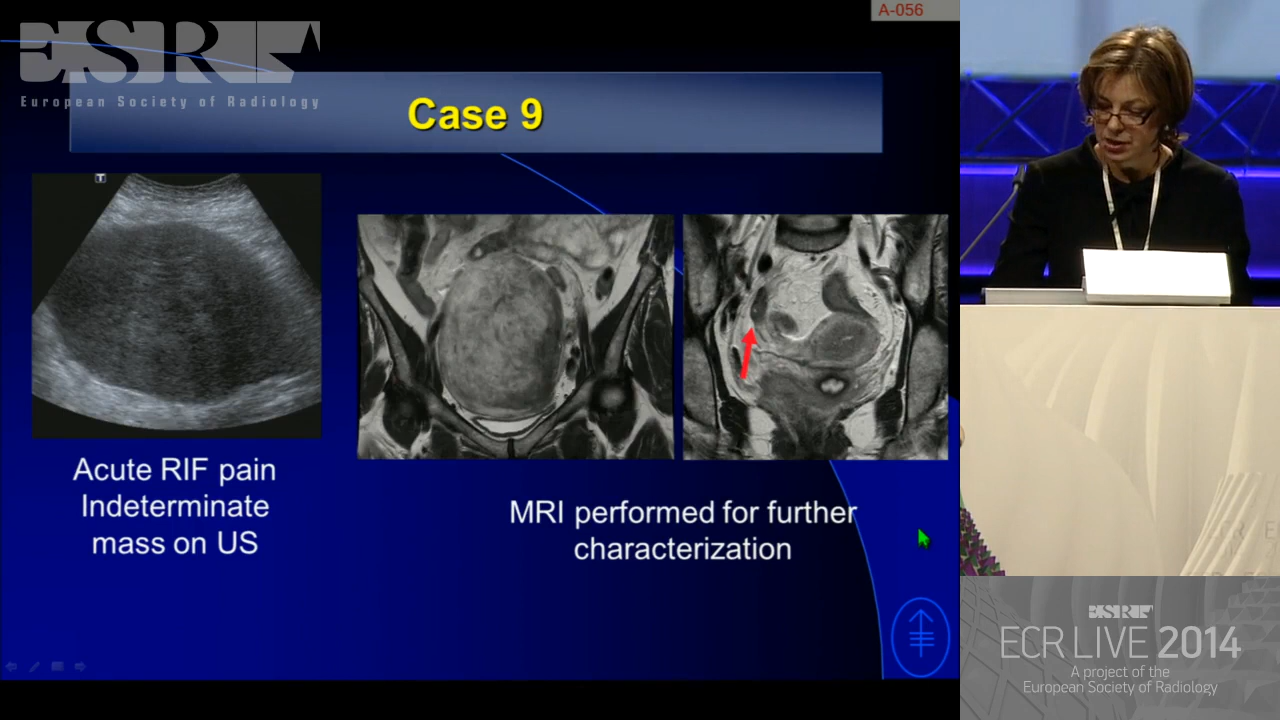 A-056
ESR
European Society of Radiology
Case 9
T
Acute RIF pain
Indeterminate
mass on US
MRI performed for further
characterization
ESR
ECR LIVE 2014
A project of the
European Society of Radiology